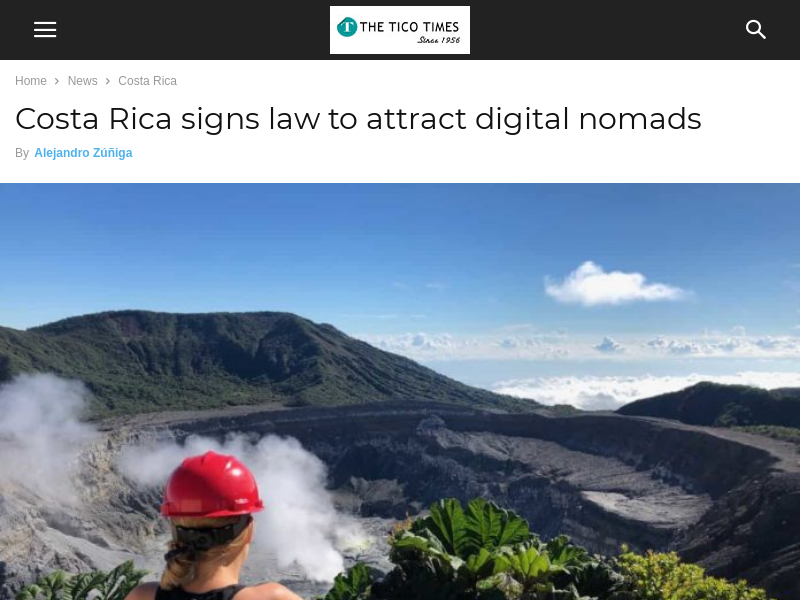 THE TICO TIMES
Since 1956
Home > News > Costa Rica
Costa Rica signs law to attract digital nomads
By Alejandro Zúñiga